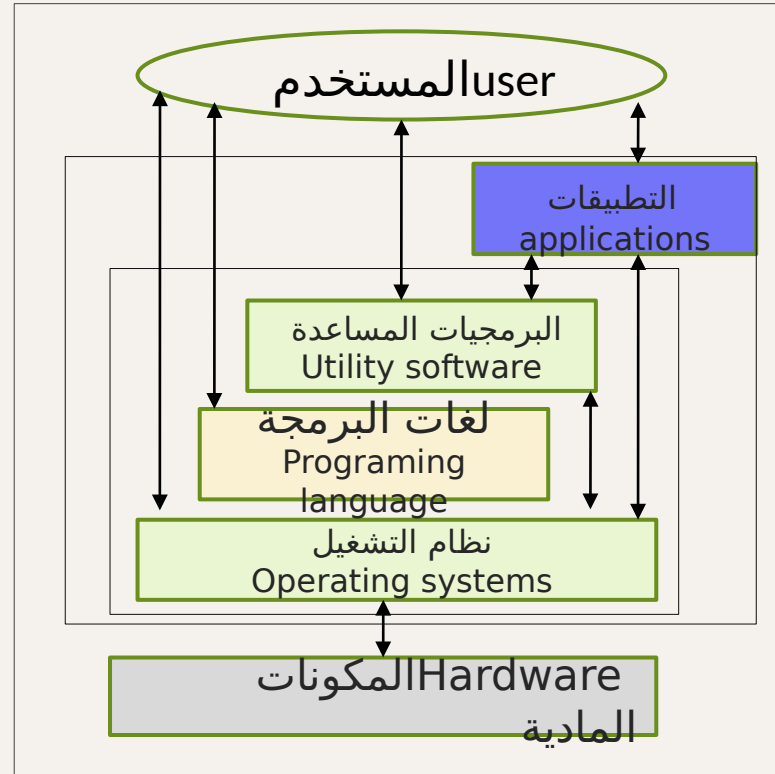 المستخدمuser
التطبيقات
applications
البرمجيات المساعدة
Utility software
لغات البرمجة
Programing
language
نظام التشغيل
Operating systems
المكوناتHardware
المادية